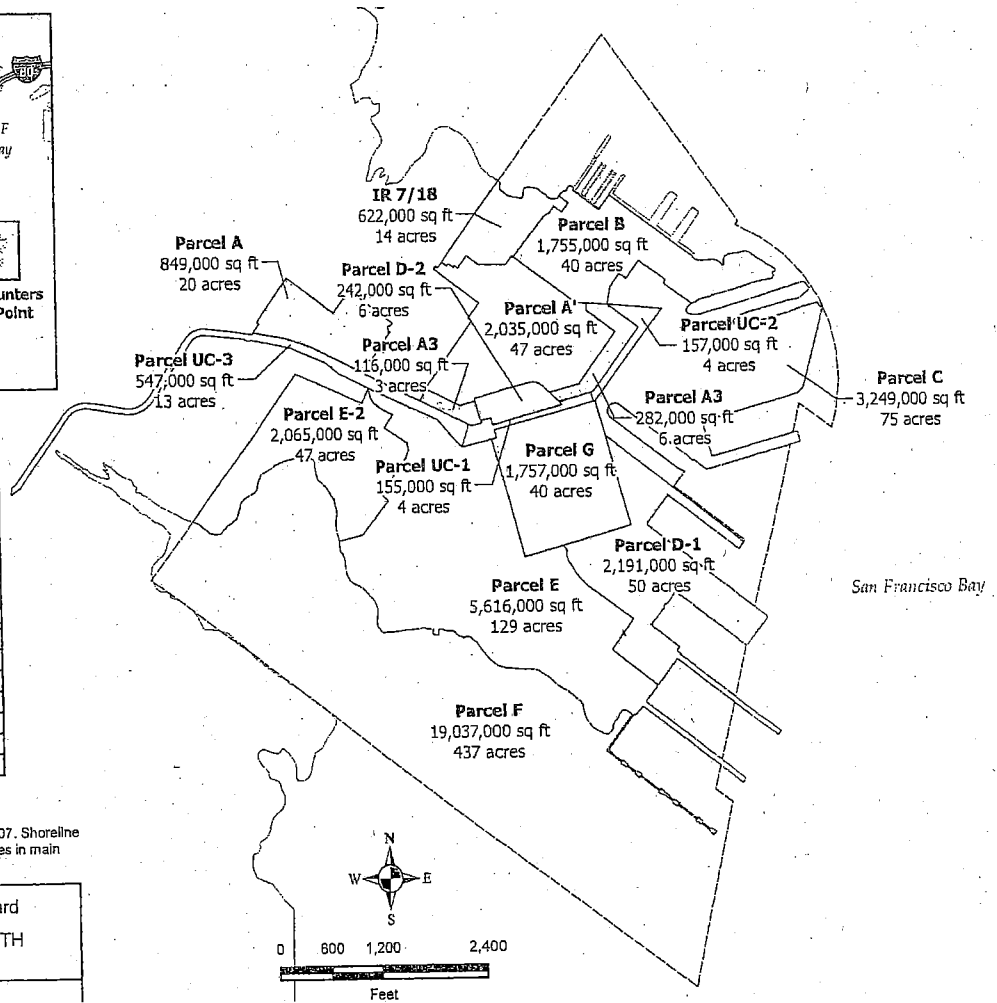 80
F
ay
unters
Point
IR 7/18
622,000 sq ft
14 acres
Parcel B
1,755,000 sq ft
40 acres
Parcel A
849,000 sq ft
20 acres
Parcel D-2
242,000 sq ft
6 acres
Parcel A'
2,035,000 sq ft
47 acres
Parcel UC-2
157,000 sq ft
4 acres
Parcel A3
116,000 sq ft
3 acres
Parcel UC-3
547,000 sq ft
13 acres
Parcel C
3,249,000 sq ft
75 acres
Parcel A3
282,000 sq ft
6 acres
Parcel E-2
2,065,000 sq ft
47 acres
Parcel G
1,757,000 sq ft
40 acres
Parcel UC-1
155,000 sq ft
4 acres
Parcel D-1
2,191,000 sq ft
50 acres
San Francisco Bay
Parcel E
5,616,000 sq ft
129 acres
Parcel F
19,037,000 sq ft
437 acres
07. Shoreline
es in main
N
W E
S
ard
TH
0 600 1,200 2,400
Feet